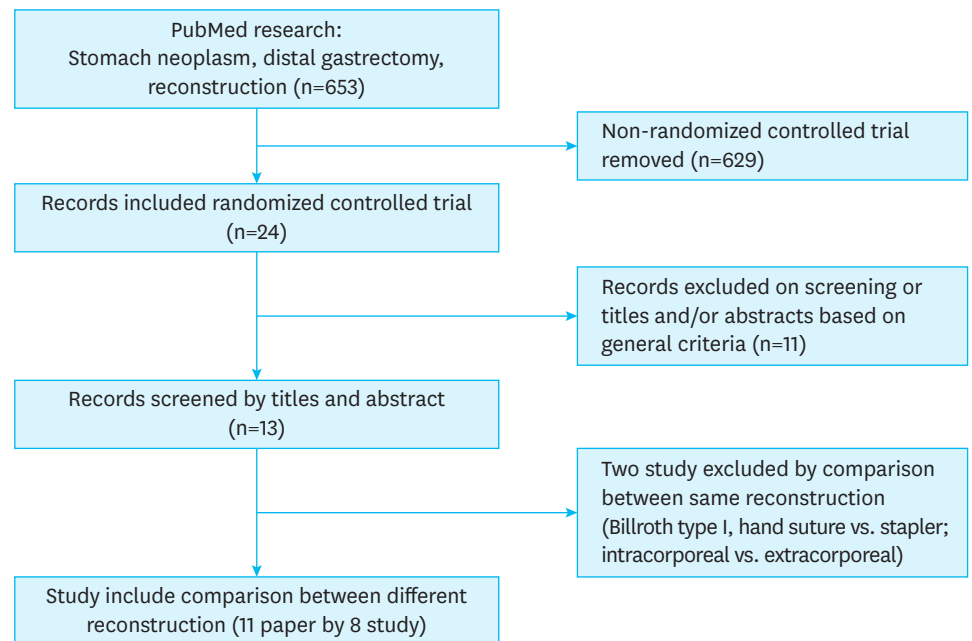 PubMed research:
Stomach neoplasm, distal gastrectomy,
reconstruction (n=653)
Non-randomized controlled trial
removed (n=629)
Records included randomized controlled trial
(n=24)
Records excluded on screening or
titles and/or abstracts based on
general criteria (n=11)
Records screened by titles and abstract
(n=13)
Two study excluded by comparison
between same reconstruction
(Billroth type I, hand suture vs. stapler;
intracorporeal vs. extracorporeal)
Study include comparison between different
reconstruction (11 paper by 8 study)